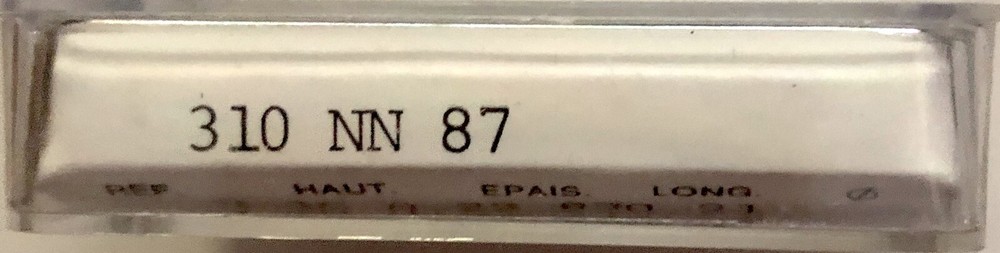 310 NN 87
REF HAUT. EPAIS. LONG. Ø